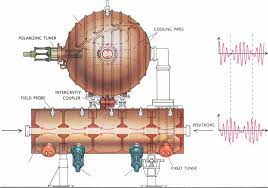 COOLING PIPES
POLARIZING TUNER
INTERCAVITY
COUPLER
FIELD PROBE
POSITRONS
FIXED TUNER